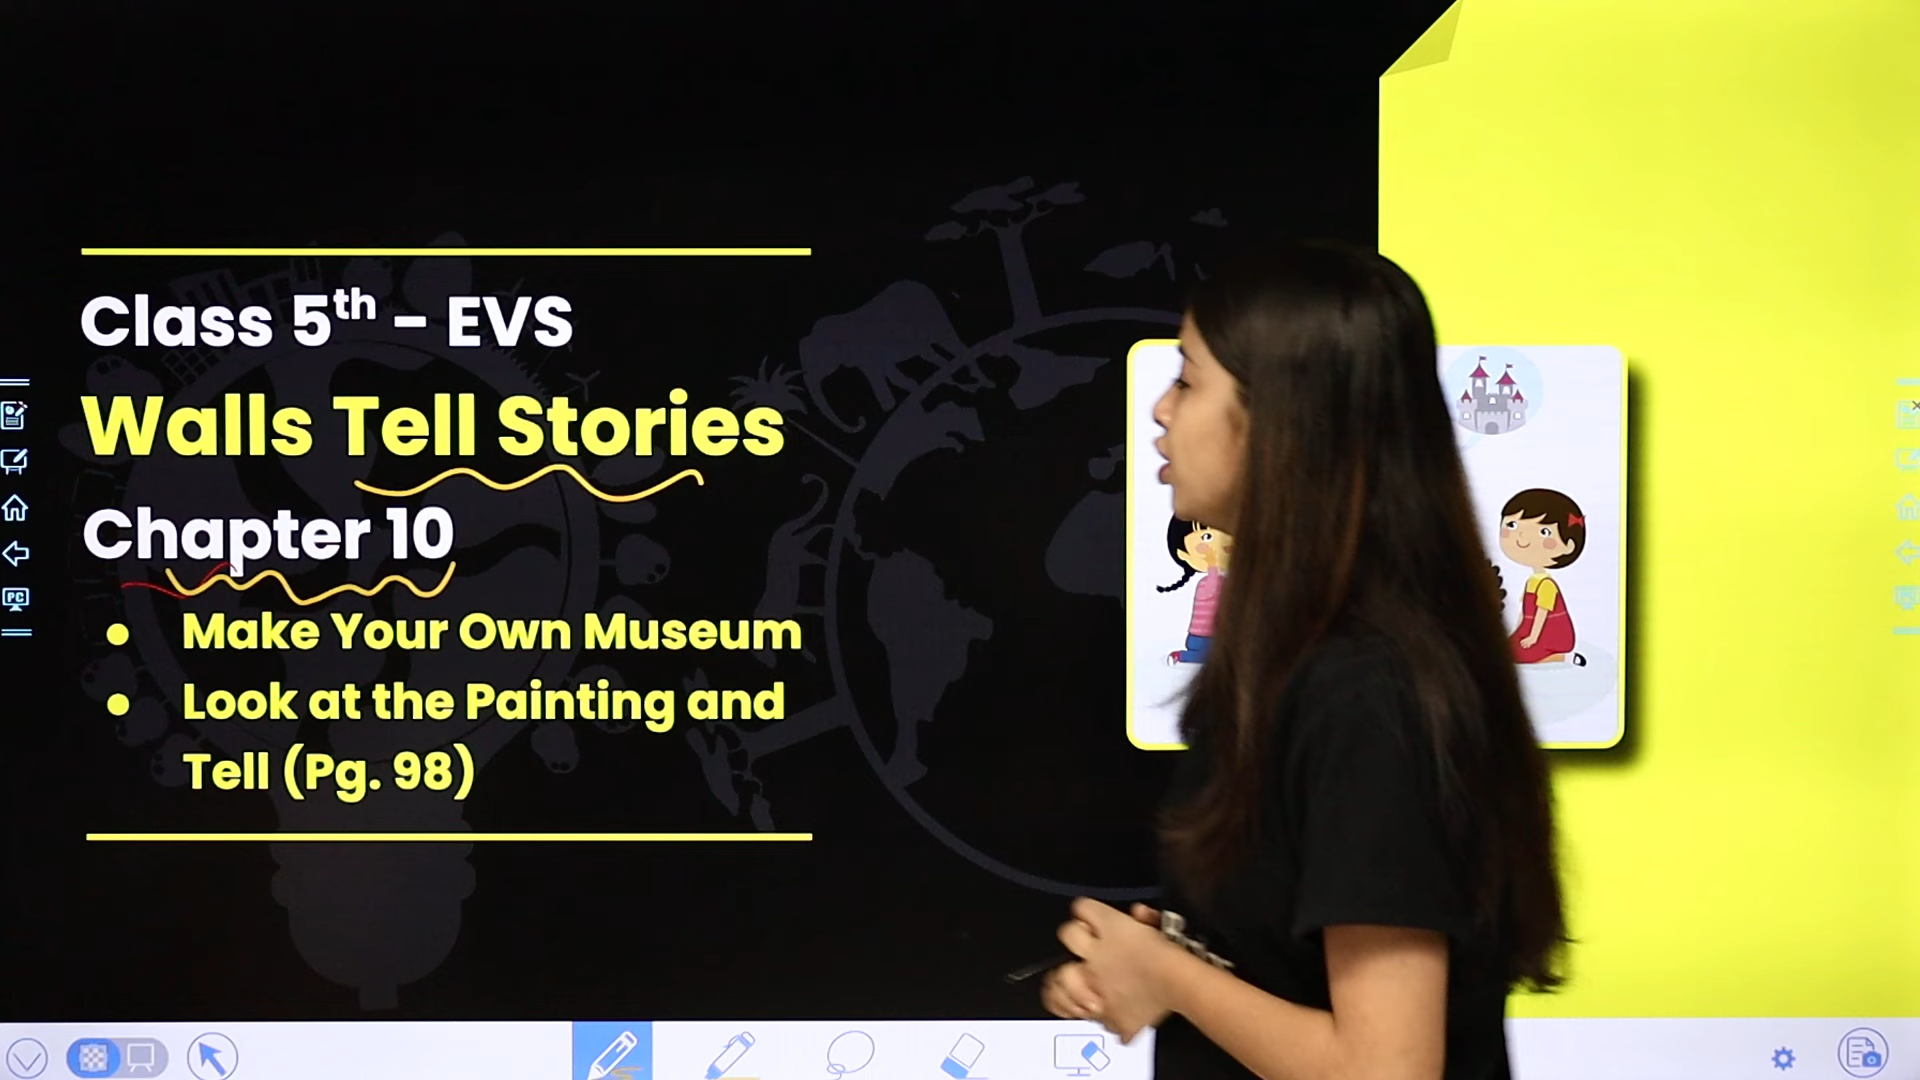 Class 5th - EVS
Walls Tell Stories
Chapter 10
• Make Your Own Museum
• Look at the Painting and
Tell (Pg. 98)
PC